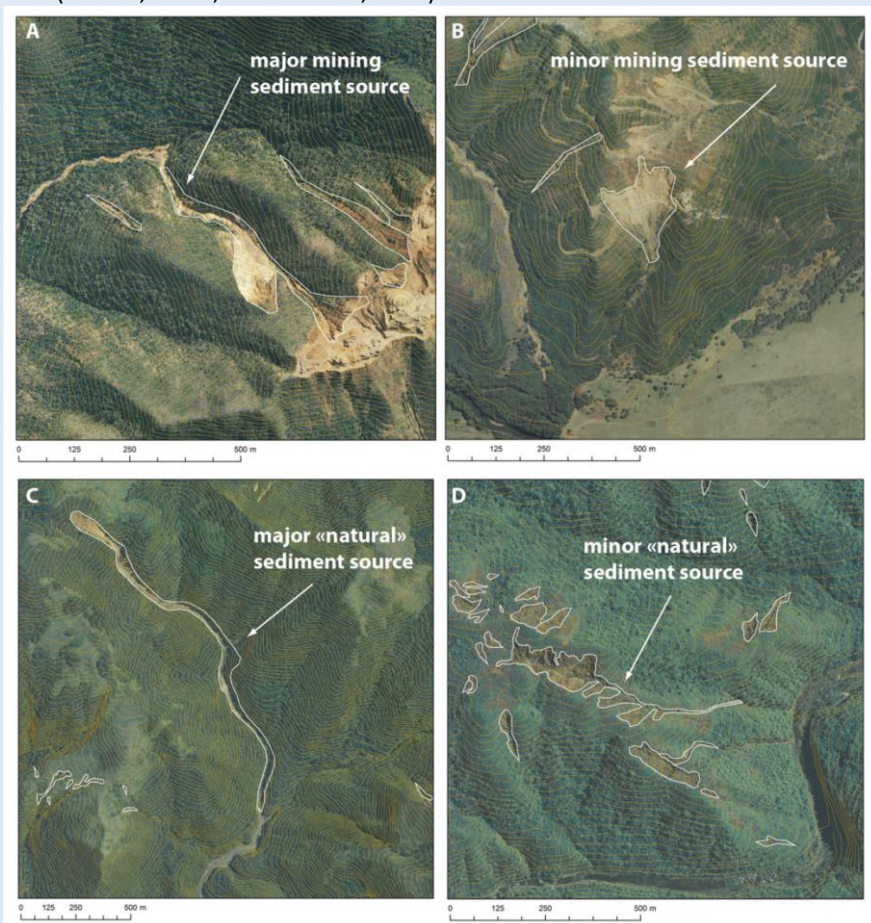 A
major mining
sediment source
B
minor mining sediment source
0 125 250 500 m
0 125 250 500 m
C
major «natural»
sediment source
D
minor «natural»
sediment source
0 125 250 500 m
0 125 250 500 m